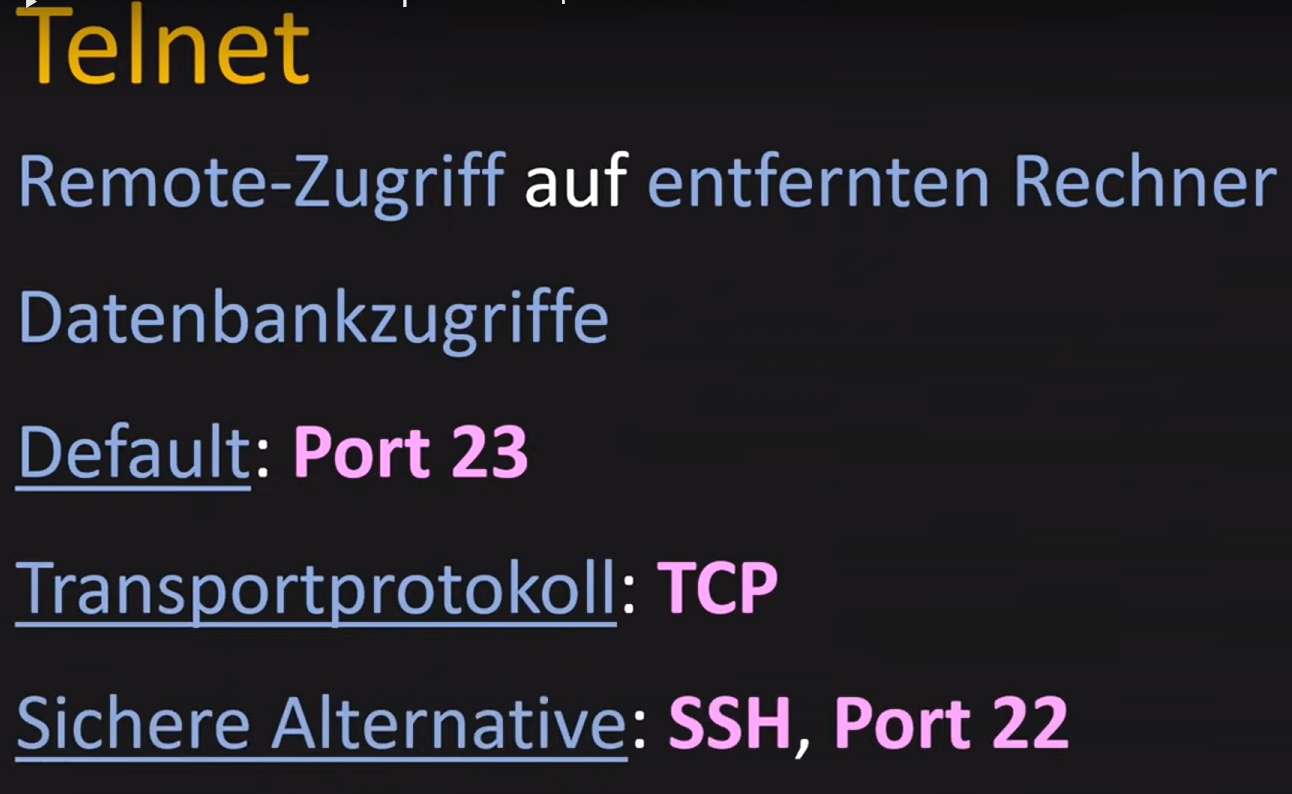 Telnet
Remote-Zugriff auf entfernten Rechner
Datenbankzugriffe
Default: Port 23
Transportprotokoll: TCP
Sichere Alternative: SSH, Port 22